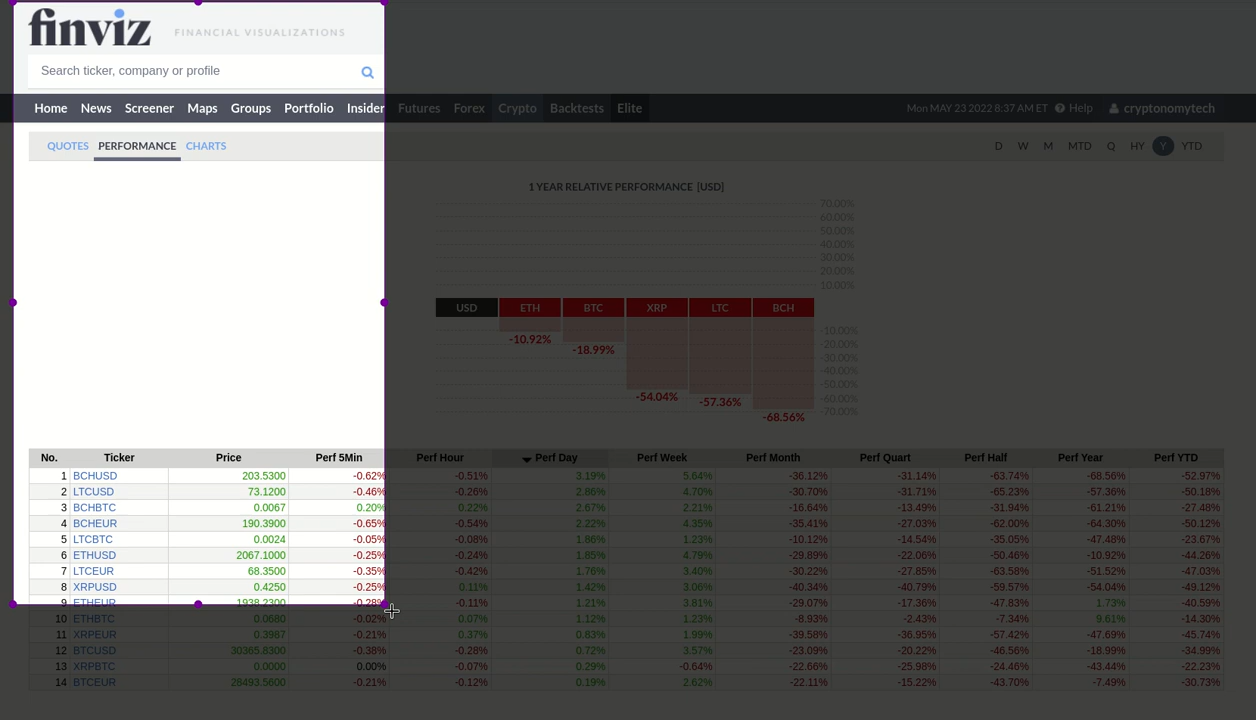 finviz FINANCIAL VISUALIZATIONS
Search ticker, company or profile
Home News Screener Maps Groups Portfolio Insider Futures Forex Crypto Backtests Elite Mon MAY 23 2022 8:37 AM ET Help cryptonomytech
QUOTES PERFORMANCE CHARTS D W M MTD Q HY Y YTD
1 YEAR RELATIVE PERFORMANCE [USD]
70.00%
60.00%
50.00%
40.00%
30.00%
20.00%
10.00%
USD ETH BTC XRP LTC BCH
-10.00%
-10.92%
-20.00%
-18.99%
-30.00%
-40.00%
-50.00%
-54.04%
-60.00%
-57.36%
-70.00%
-68.56%
No. Ticker Price Perf 5Min Perf Hour Perf Day Perf Week Perf Month Perf Quart Perf Half Perf Year Perf YTD
1 BCHUSD 203.5300 -0.62% -0.51% 3.19% 5.64% -36.12% -31.14% -63.74% -68.56% -52.97%
2 LTCUSD 73.1200 -0.46% -0.26% 2.86% 4.70% -30.70% -31.71% -65.23% -57.36% -50.18%
3 BCHBTC 0.0067 0.20% 0.22% 2.67% 2.21% -16.64% -13.49% -31.94% -61.21% -27.48%
4 BCHEUR 190.3900 -0.65% -0.54% 2.22% 4.35% -35.41% -27.03% -62.00% -64.30% -50.12%
5 LTCBTC 0.0024 -0.05% -0.08% 1.86% 1.23% -10.12% -14.54% -35.05% -47.48% -23.67%
6 ETHUSD 2067.1000 -0.25% -0.24% 1.85% 4.79% -29.89% -22.06% -50.46% -10.92% -44.26%
7 LTCEUR 68.3500 -0.35% -0.42% 1.76% 3.40% -30.22% -27.85% -63.58% -51.52% -47.03%
8 XRPUSD 0.4250 -0.25% 0.11% 1.42% 3.06% -40.34% -40.79% -59.57% -54.04% -49.12%
9 ETHEUR 1938.2300 -0.28% -0.11% 1.21% 3.81% -29.07% -17.36% -47.83% 1.73% -40.59%
10 ETHBTC 0.0680 -0.02% 0.07% 1.12% 1.23% -8.93% -2.43% -7.34% 9.61% -14.30%
11 XRPEUR 0.3987 -0.21% 0.37% 0.83% 1.99% -39.58% -36.95% -57.42% -47.69% -45.74%
12 BTCUSD 30365.8300 -0.38% -0.28% 0.72% 3.57% -23.09% -20.22% -46.56% -18.99% -34.99%
13 XRPBTC 0.0000 0.00% -0.07% 0.29% -0.64% -22.66% -25.98% -24.46% -43.44% -22.23%
14 BTCEUR 28493.5600 -0.21% -0.12% 0.19% 2.62% -22.11% -15.22% -43.70% -7.49% -30.73%